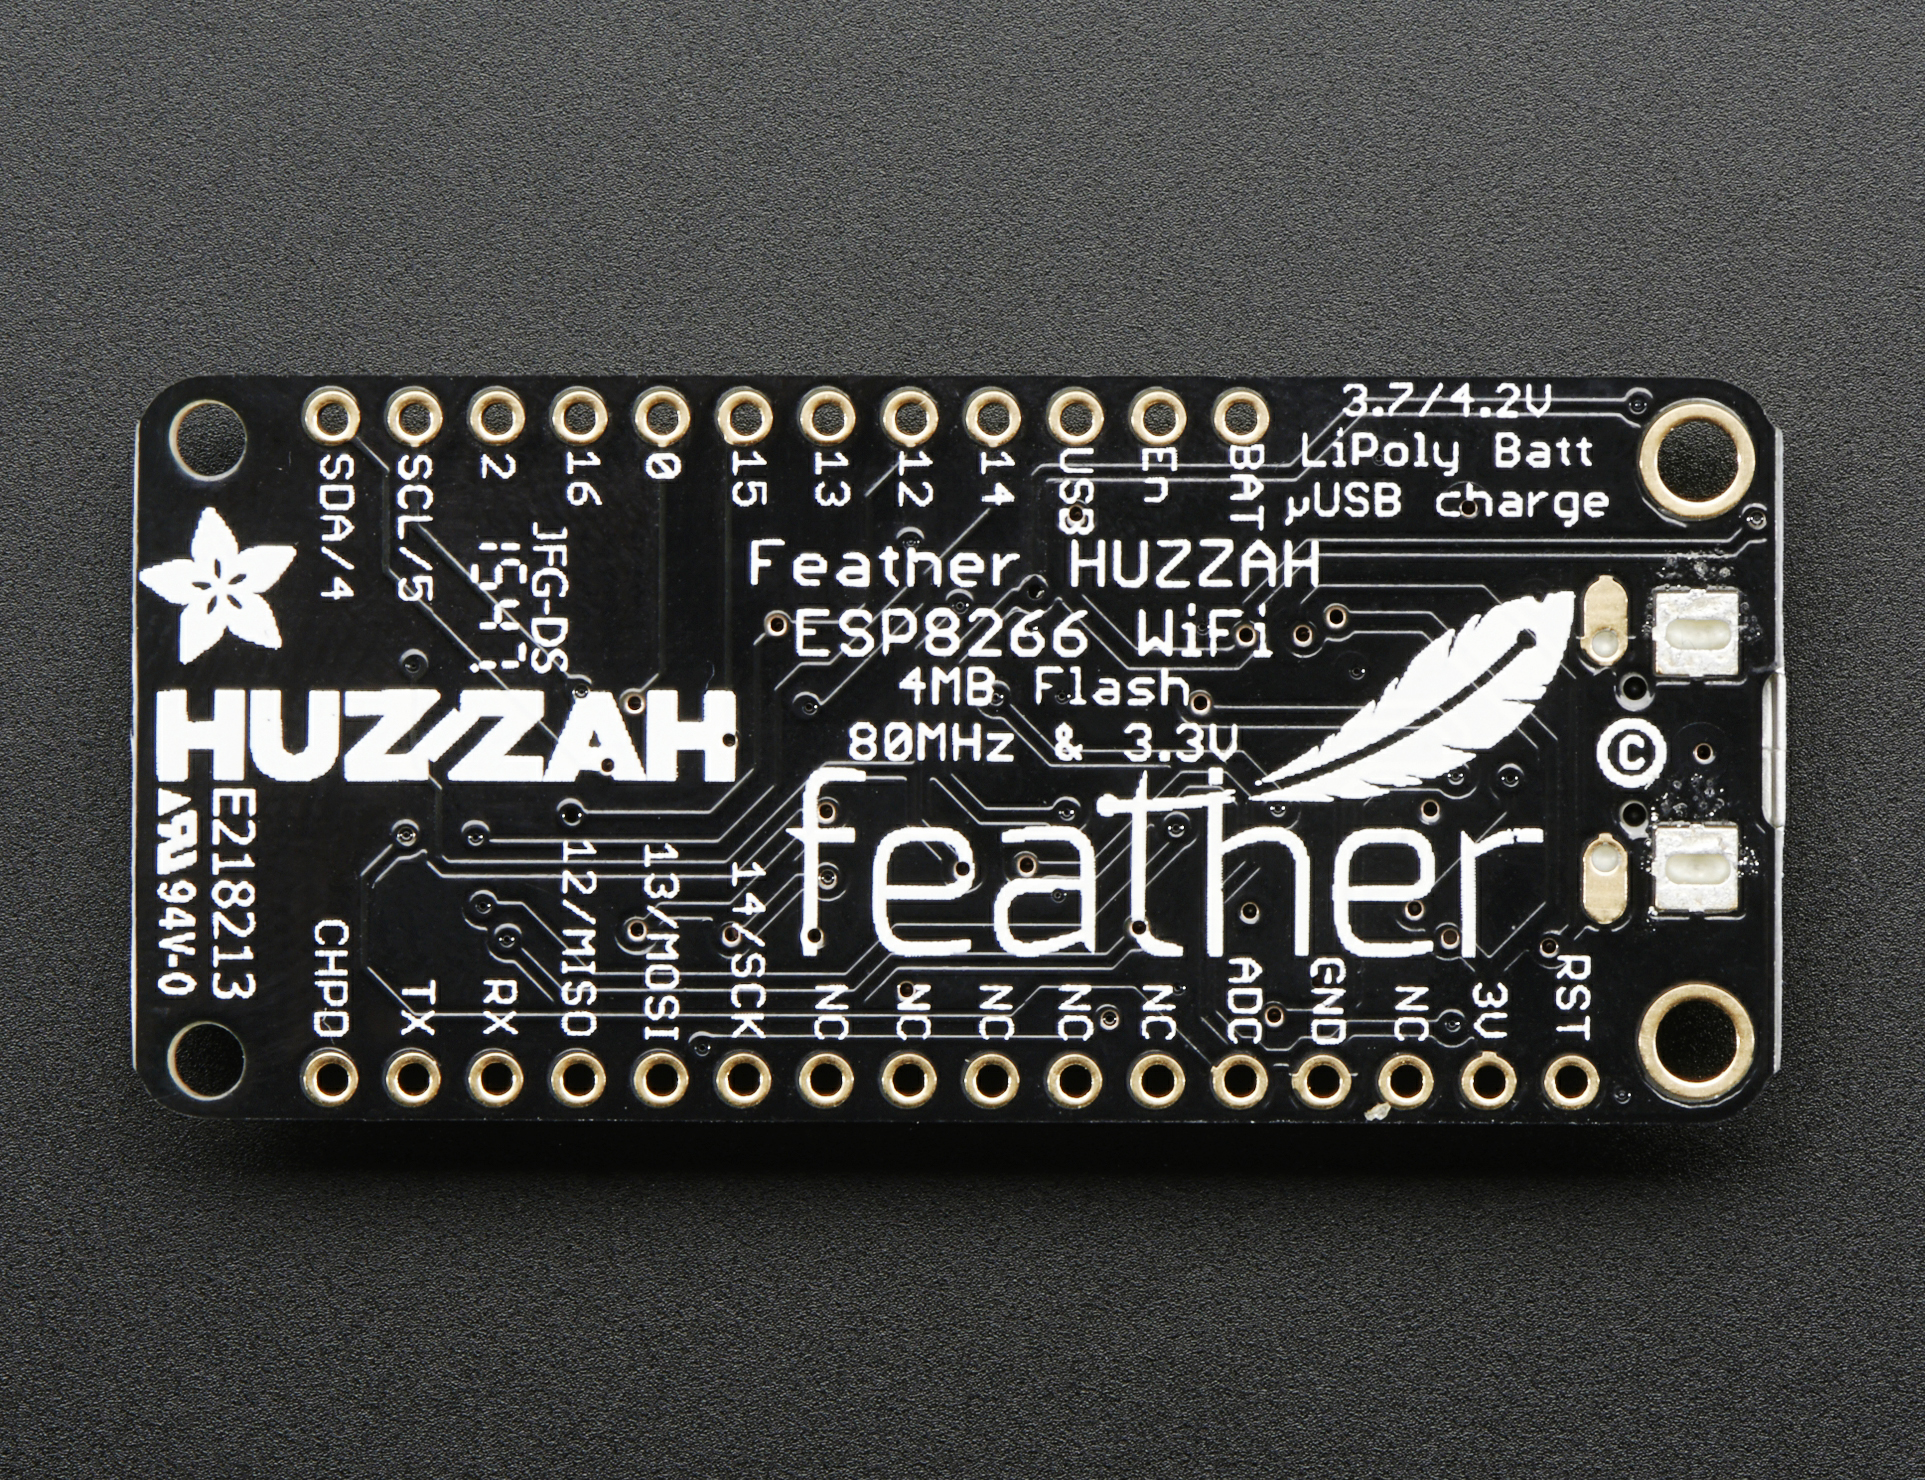 3.7/4.2V
LiPoly Batt
µUSB charge
SDA/4
SCL/5
2
16
0
15
13
12
14
USB
En
BAT
JFG-DS
Feather HUZZAH
ESP8266 WiFi
4MB Flash
80MHz & 3.3V
HUZZAH
feather
©
E218213
94V-0
CHPD
TX
RX
12/MISO
13/MOSI
14/SCK
NC
NC
NC
NC
NC
ADC
GND
NC
3V
RST